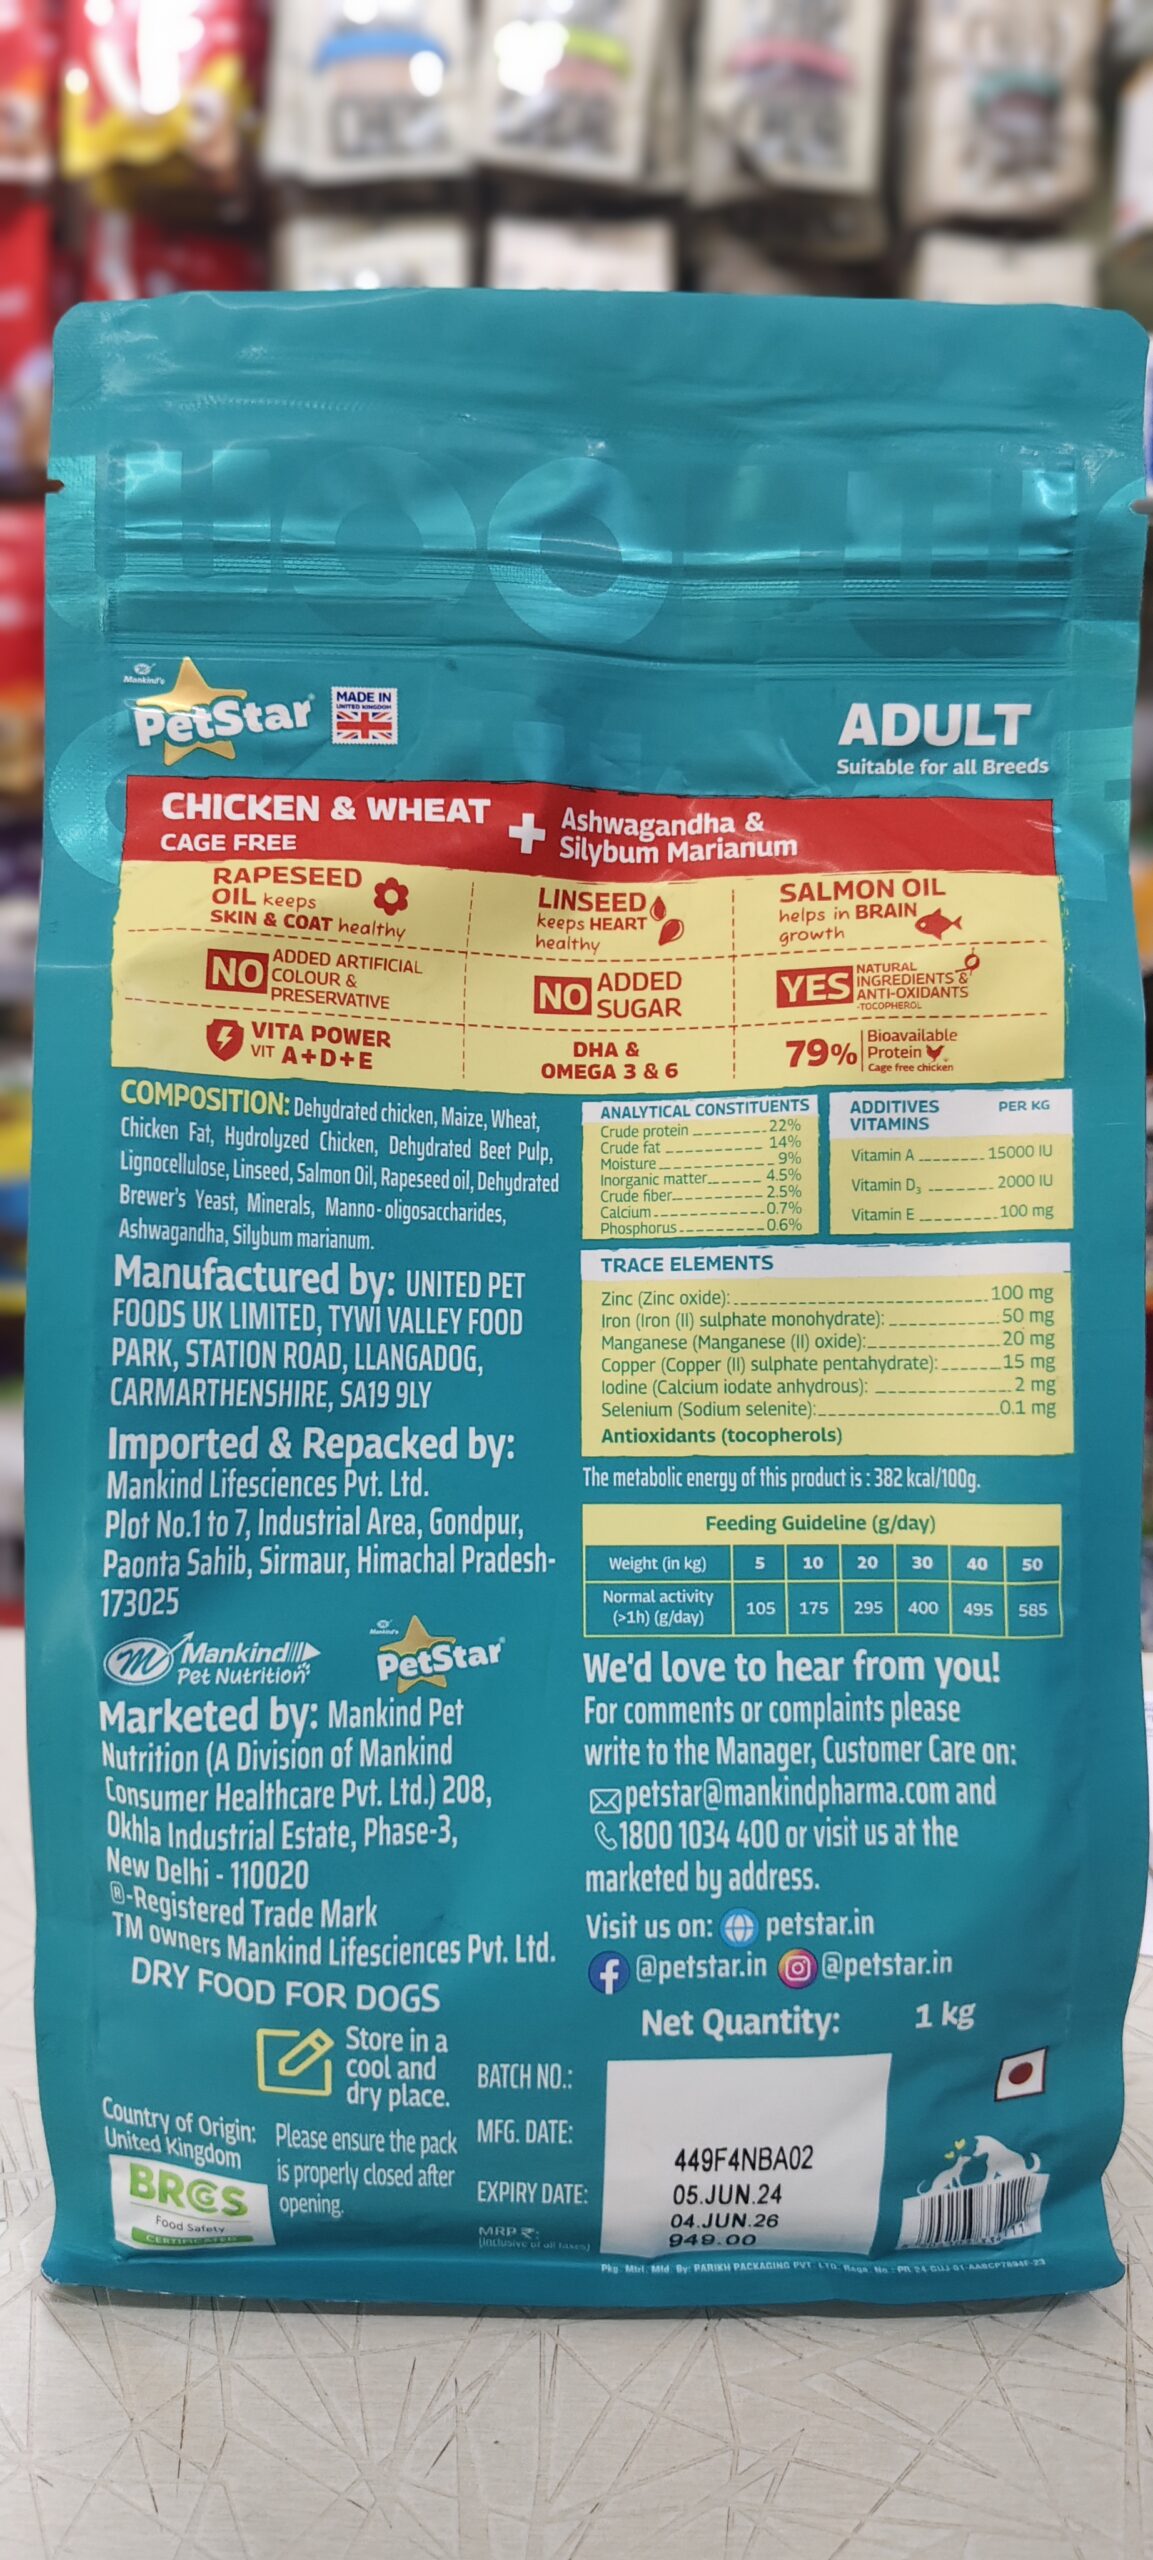 Mankind's
PetStar
MADE IN
UNITED KINGDOM
ADULT
Suitable for all Breeds
CHICKEN & WHEAT
CAGE FREE
+
Ashwagandha &
Silybum Marianum
RAPESEED
OIL keeps
SKIN & COAT healthy
LINSEED
keeps HEART
healthy
SALMON OIL
helps in BRAIN
growth
NO ADDED ARTIFICIAL
COLOUR &
PRESERVATIVE
NO ADDED
SUGAR
YES NATURAL
INGREDIENTS &
ANTI-OXIDANTS
-TOCOPHEROL
VITA POWER
VIT A+D+E
DHA &
OMEGA 3 & 6
79% Bioavailable
Protein
Cage free chicken
COMPOSITION: Dehydrated chicken, Maize, Wheat,
Chicken Fat, Hydrolyzed Chicken, Dehydrated Beet Pulp,
Lignocellulose, Linseed, Salmon Oil, Rapeseed oil, Dehydrated
Brewer's Yeast, Minerals, Manno-oligosaccharides,
Ashwagandha, Silybum marianum.
Manufactured by: UNITED PET
FOODS UK LIMITED, TYWI VALLEY FOOD
PARK, STATION ROAD, LLANGADOG,
CARMARTHENSHIRE, SA19 9LY
Imported & Repacked by:
Mankind Lifesciences Pvt. Ltd.
Plot No.1 to 7, Industrial Area, Gondpur,
Paonta Sahib, Sirmaur, Himachal Pradesh-
173025
Mankind
Pet Nutrition
Mankind's
PetStar
Marketed by: Mankind Pet
Nutrition (A Division of Mankind
Consumer Healthcare Pvt. Ltd.) 208,
Okhla Industrial Estate, Phase-3,
New Delhi - 110020
®-Registered Trade Mark
TM owners Mankind Lifesciences Pvt. Ltd.
DRY FOOD FOR DOGS
Store in a
cool and
dry place.
Country of Origin:
United Kingdom
BRCGS
Food Safety
CERTIFICATED
Please ensure the pack
is properly closed after
opening.
ANALYTICAL CONSTITUENTS
Crude protein 22%
Crude fat 14%
Moisture 9%
Inorganic matter 4.5%
Crude fiber 2.5%
Calcium 0.7%
Phosphorus 0.6%
ADDITIVES PER KG
VITAMINS
Vitamin A 15000 IU
Vitamin D3 2000 IU
Vitamin E 100 mg
TRACE ELEMENTS
Zinc (Zinc oxide): 100 mg
Iron (Iron (II) sulphate monohydrate): 50 mg
Manganese (Manganese (II) oxide): 20 mg
Copper (Copper (II) sulphate pentahydrate): 15 mg
Iodine (Calcium iodate anhydrous): 2 mg
Selenium (Sodium selenite): 0.1 mg
Antioxidants (tocopherols)
The metabolic energy of this product is : 382 kcal/100g.
Feeding Guideline (g/day)
Weight (in kg) 5 10 20 30 40 50
Normal activity
(>1h) (g/day) 105 175 295 400 495 585
We'd love to hear from you!
For comments or complaints please
write to the Manager, Customer Care on:
petstar@mankindpharma.com and
1800 1034 400 or visit us at the
marketed by address.
Visit us on: petstar.in
@petstar.in @petstar.in
Net Quantity: 1 kg
BATCH NO.: 449F4NBA02
MFG. DATE: 05.JUN.24
EXPIRY DATE: 04.JUN.26
MRP ₹: 949.00
(Inclusive of all taxes)
Pkg. Mtrl. Mfd. By: PARIKH PACKAGING PVT. LTD.